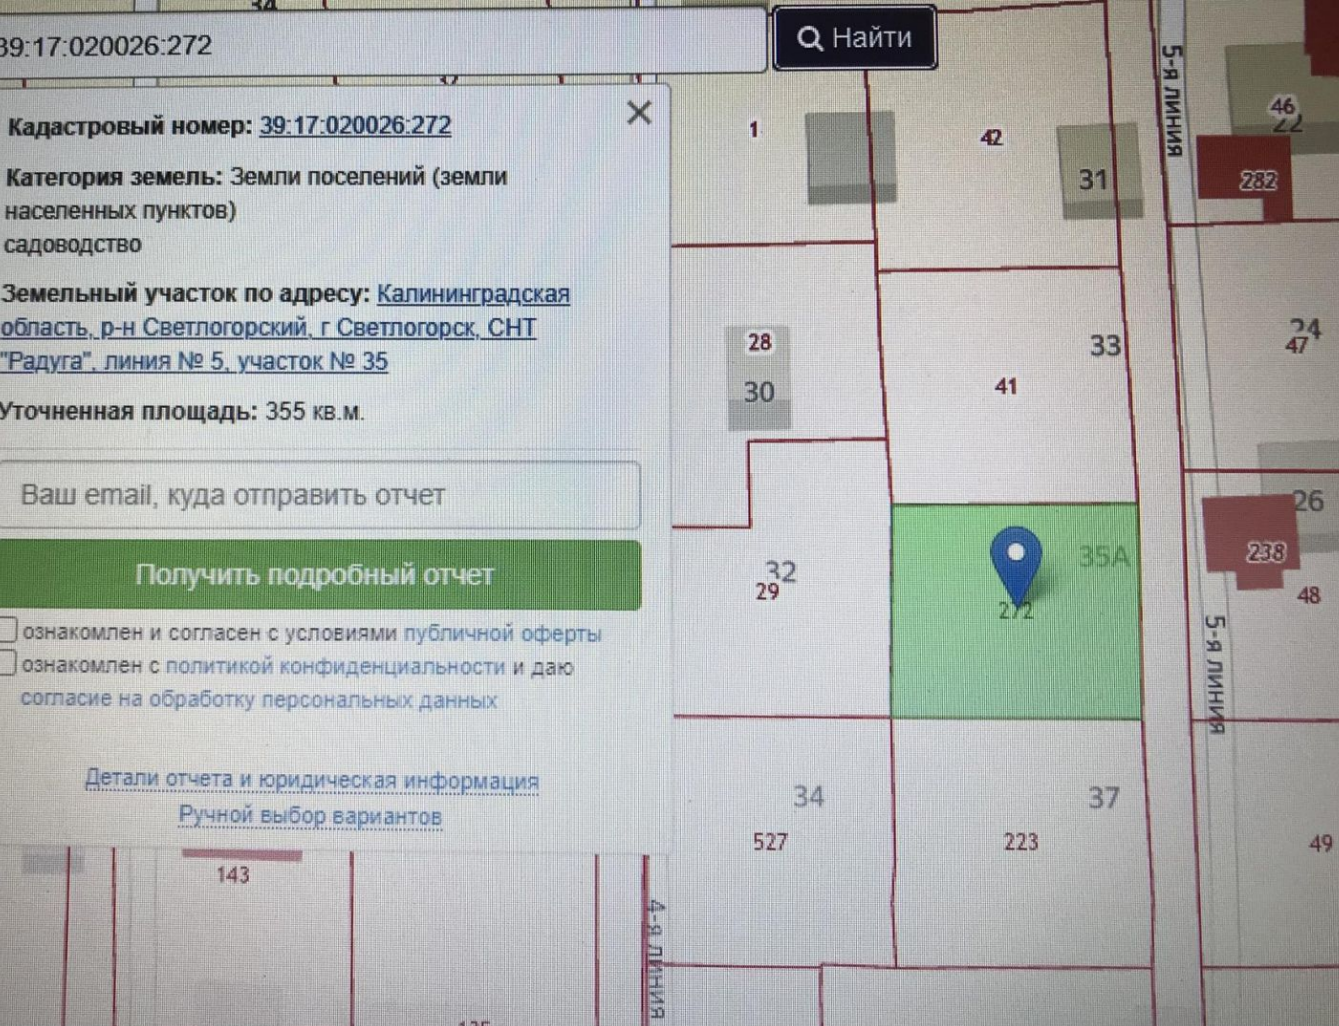 39:17:020026:272
Найти
Кадастровый номер: 39:17:020026:272
Категория земель: Земли поселений (земли
населенных пунктов)
садоводство
Земельный участок по адресу: Калининградская
область, р-н Светлогорский, г Светлогорск, СНТ
"Радуга", линия № 5, участок № 35
Уточненная площадь: 355 кв.м.
Ваш email, куда отправить отчет
Получить подробный отчет
ознакомлен и согласен с условиями публичной оферты
ознакомлен с политикой конфиденциальности и даю
согласие на обработку персональных данных
Детали отчета и юридическая информация
Ручной выбор вариантов
1
42
31
5-я линия
46
22
282
28
30
33
41
24
47
32
29
35А
272
26
238
48
5-я линия
34
527
37
223
49
143
4-я линия